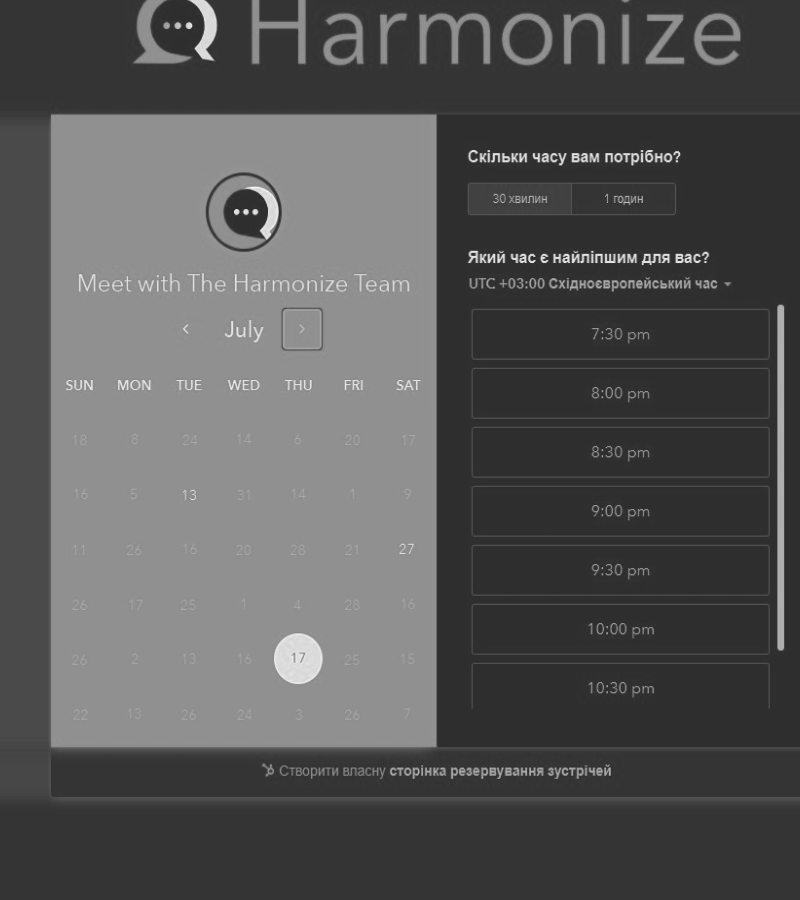 Harmonize
Meet with The Harmonize Team
July
SUN MON TUE WED THU FRI SAT
18 8 24 14 6 20 17
16 5 13 31 14 1 9
11 26 16 20 28 21 27
26 17 25 1 4 28 16
26 2 13 16 17 25 15
22 13 26 24 3 26 7
Скільки часу вам потрібно?
30 хвилин 1 годин
Який час є найліпшим для вас?
UTC +03:00 Східноєвропейський час
7:30 pm
8:00 pm
8:30 pm
9:00 pm
9:30 pm
10:00 pm
10:30 pm
Створити власну сторінка резервування зустрічей